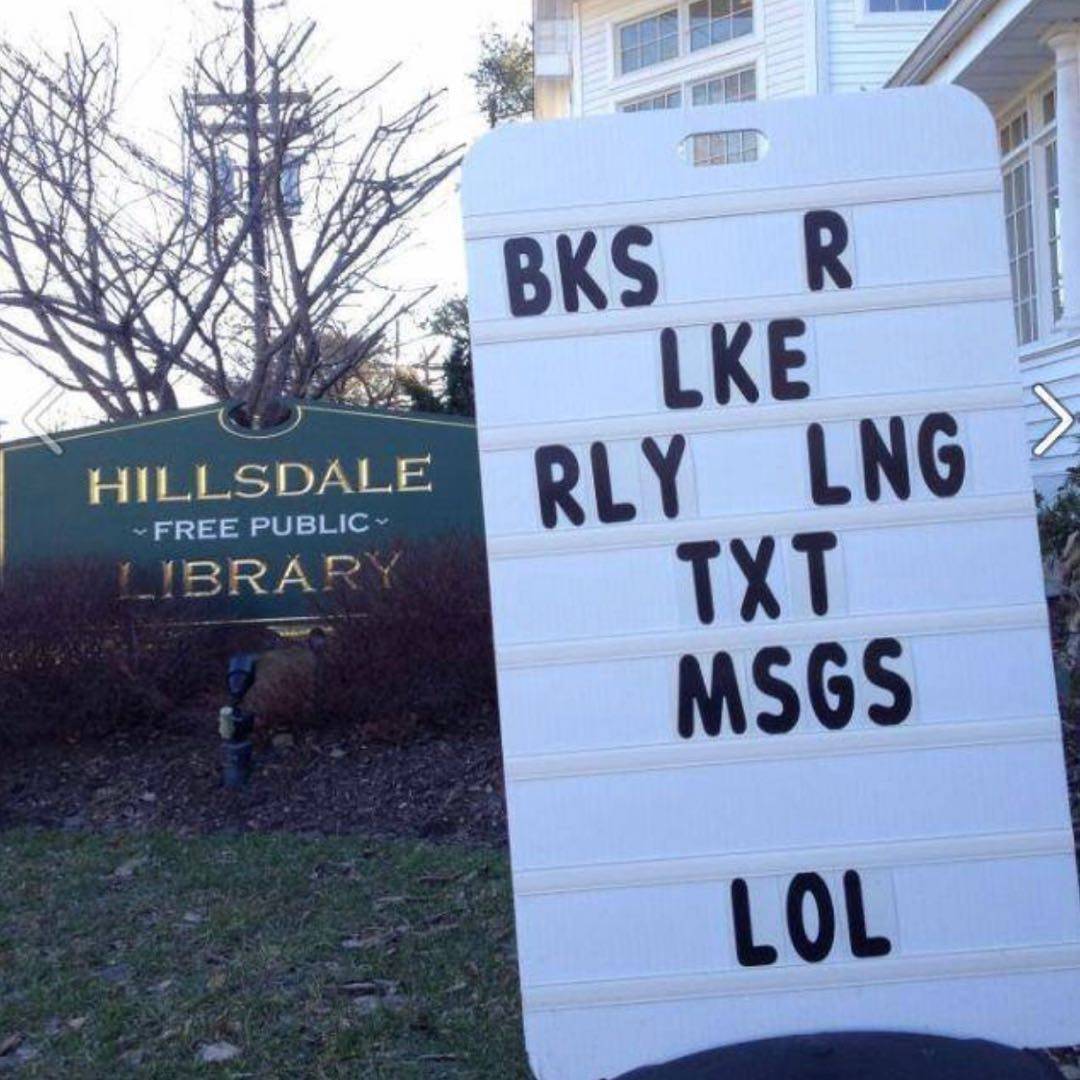 HILLSDALE
~FREE PUBLIC~
LIBRARY
BKS R
LKE
RLY LNG
TXT
MSGS
LOL